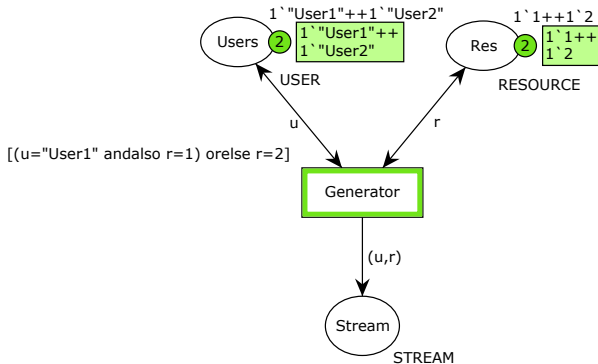 1`"User1"++1`"User2"
Users
2
1`"User1"++
1`"User2"
USER
1`1++1`2
Res
2
1`1++
1`2
RESOURCE
u
r
[(u="User1" andalso r=1) orelse r=2]
Generator
(u,r)
Stream
STREAM